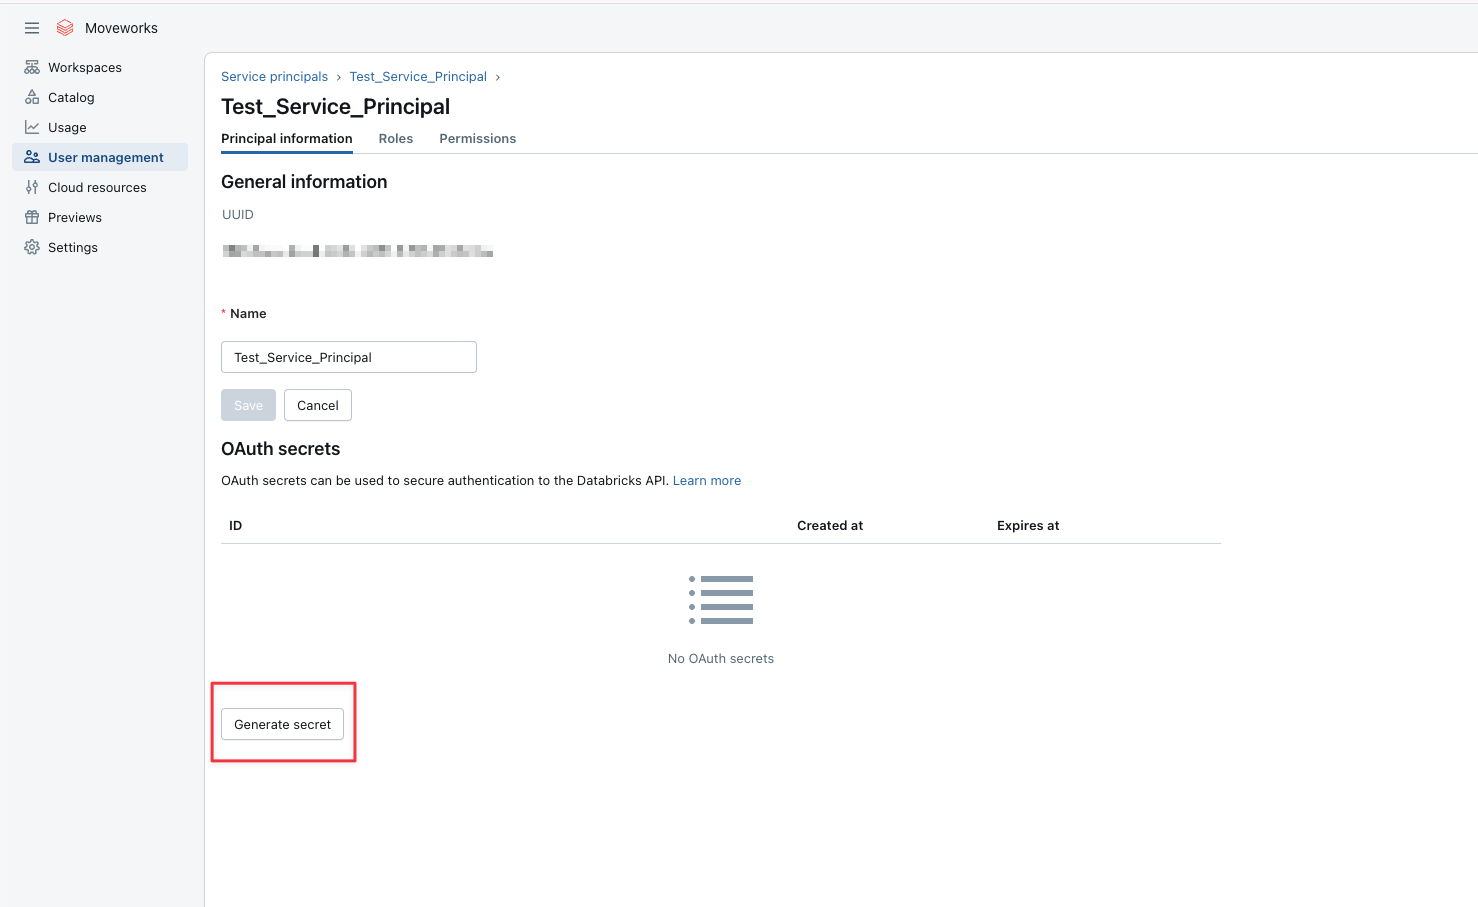 Moveworks
Workspaces
Catalog
Usage
User management
Cloud resources
Previews
Settings
Service principals › Test_Service_Principal ›
Test_Service_Principal
Principal information Roles Permissions
General information
UUID
* Name
Test_Service_Principal
Save Cancel
OAuth secrets
OAuth secrets can be used to secure authentication to the Databricks API. Learn more
ID Created at Expires at
No OAuth secrets
Generate secret